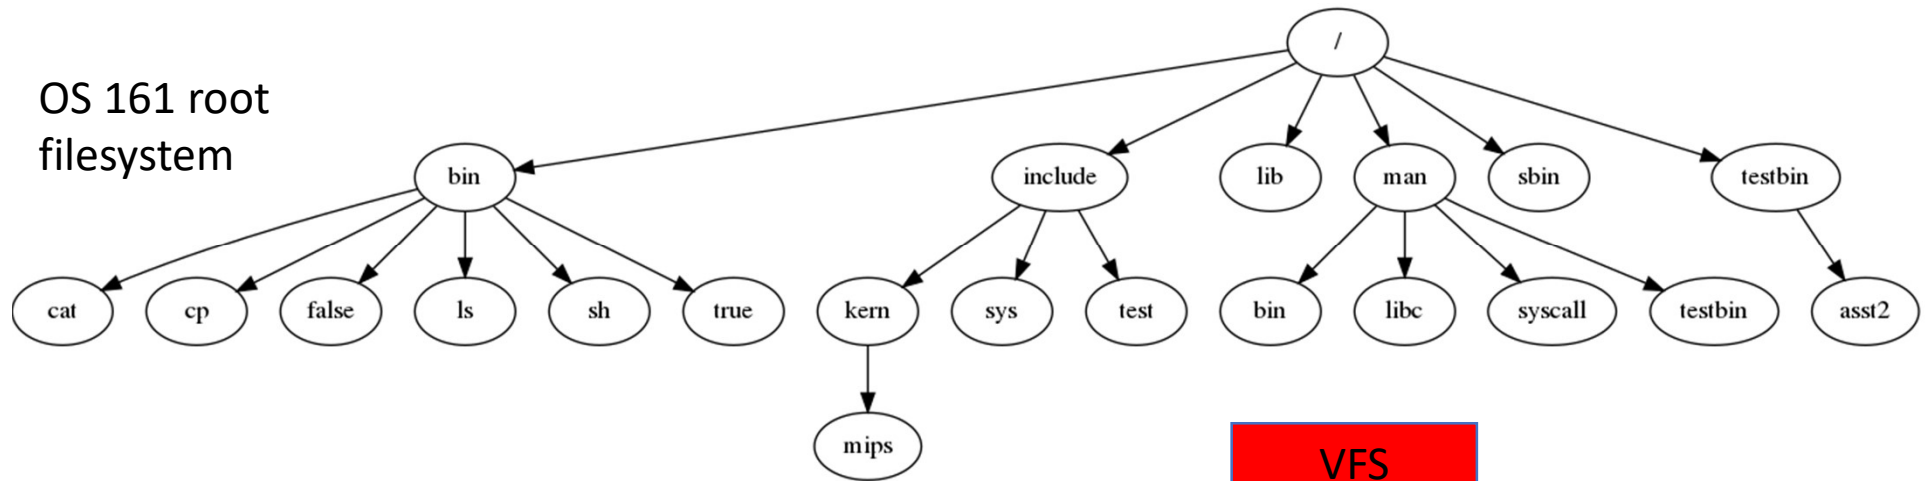 /
OS 161 root
filesystem
bin include lib man sbin testbin
cat cp false ls sh true kern sys test bin libc syscall testbin asst2
mips
VFS